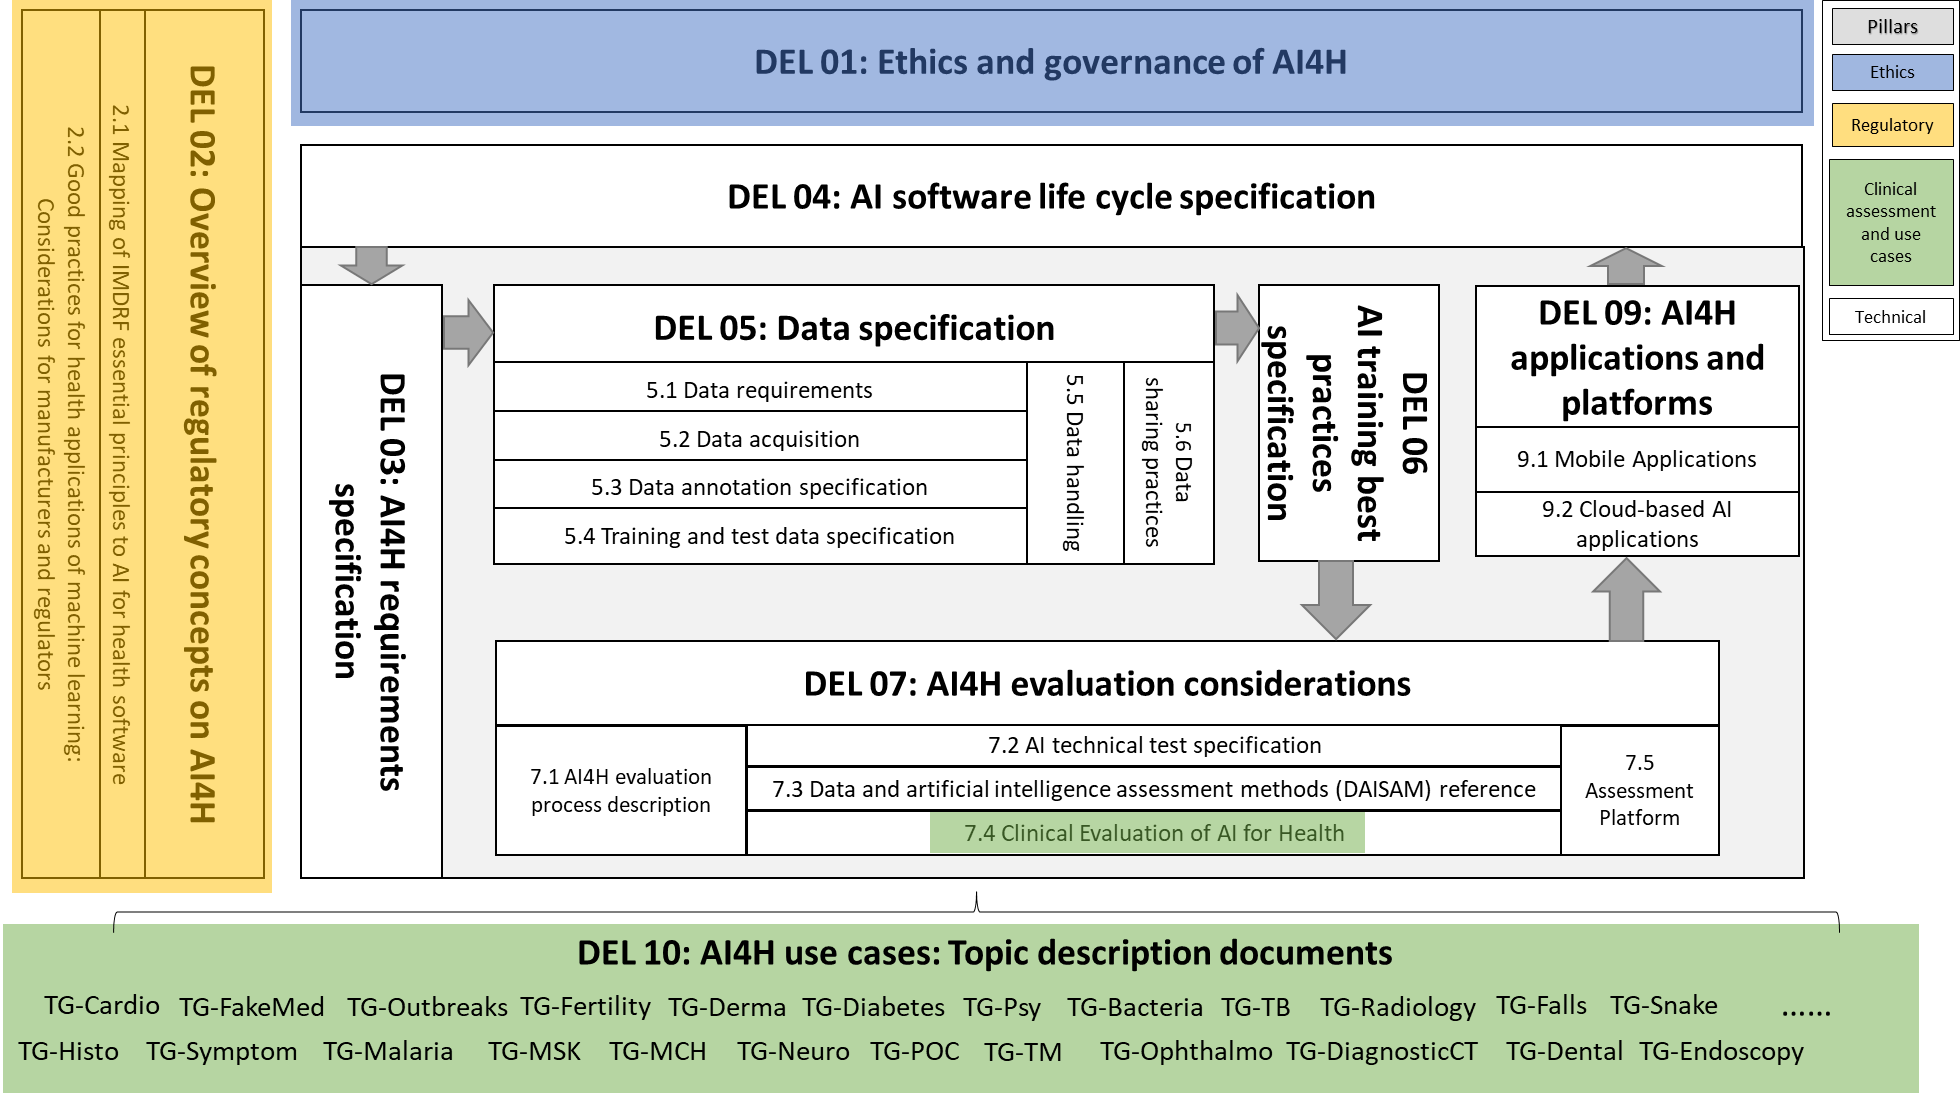 DEL 02: Overview of regulatory concepts on AI4H
2.1 Mapping of IMDRF essential principles to AI for health software
2.2 Good practices for health applications of machine learning:
Considerations for manufacturers and regulators
DEL 01: Ethics and governance of AI4H
Pillars
Ethics
Regulatory
Clinical
assessment
and use
cases
Technical
DEL 04: AI software life cycle specification
DEL 03: AI4H requirements
specification
DEL 05: Data specification
5.1 Data requirements
5.2 Data acquisition
5.3 Data annotation specification
5.4 Training and test data specification
5.5 Data handling
5.6 Data
sharing practices
DEL 06
AI training best
practices
specification
DEL 09: AI4H
applications and
platforms
9.1 Mobile Applications
9.2 Cloud-based AI
applications
DEL 07: AI4H evaluation considerations
7.1 AI4H evaluation
process description
7.2 AI technical test specification
7.3 Data and artificial intelligence assessment methods (DAISAM) reference
7.4 Clinical Evaluation of AI for Health
7.5
Assessment
Platform
DEL 10: AI4H use cases: Topic description documents
TG-Cardio TG-FakeMed TG-Outbreaks TG-Fertility TG-Derma TG-Diabetes TG-Psy TG-Bacteria TG-TB TG-Radiology TG-Falls TG-Snake ......
TG-Histo TG-Symptom TG-Malaria TG-MSK TG-MCH TG-Neuro TG-POC TG-TM TG-Ophthalmo TG-DiagnosticCT TG-Dental TG-Endoscopy